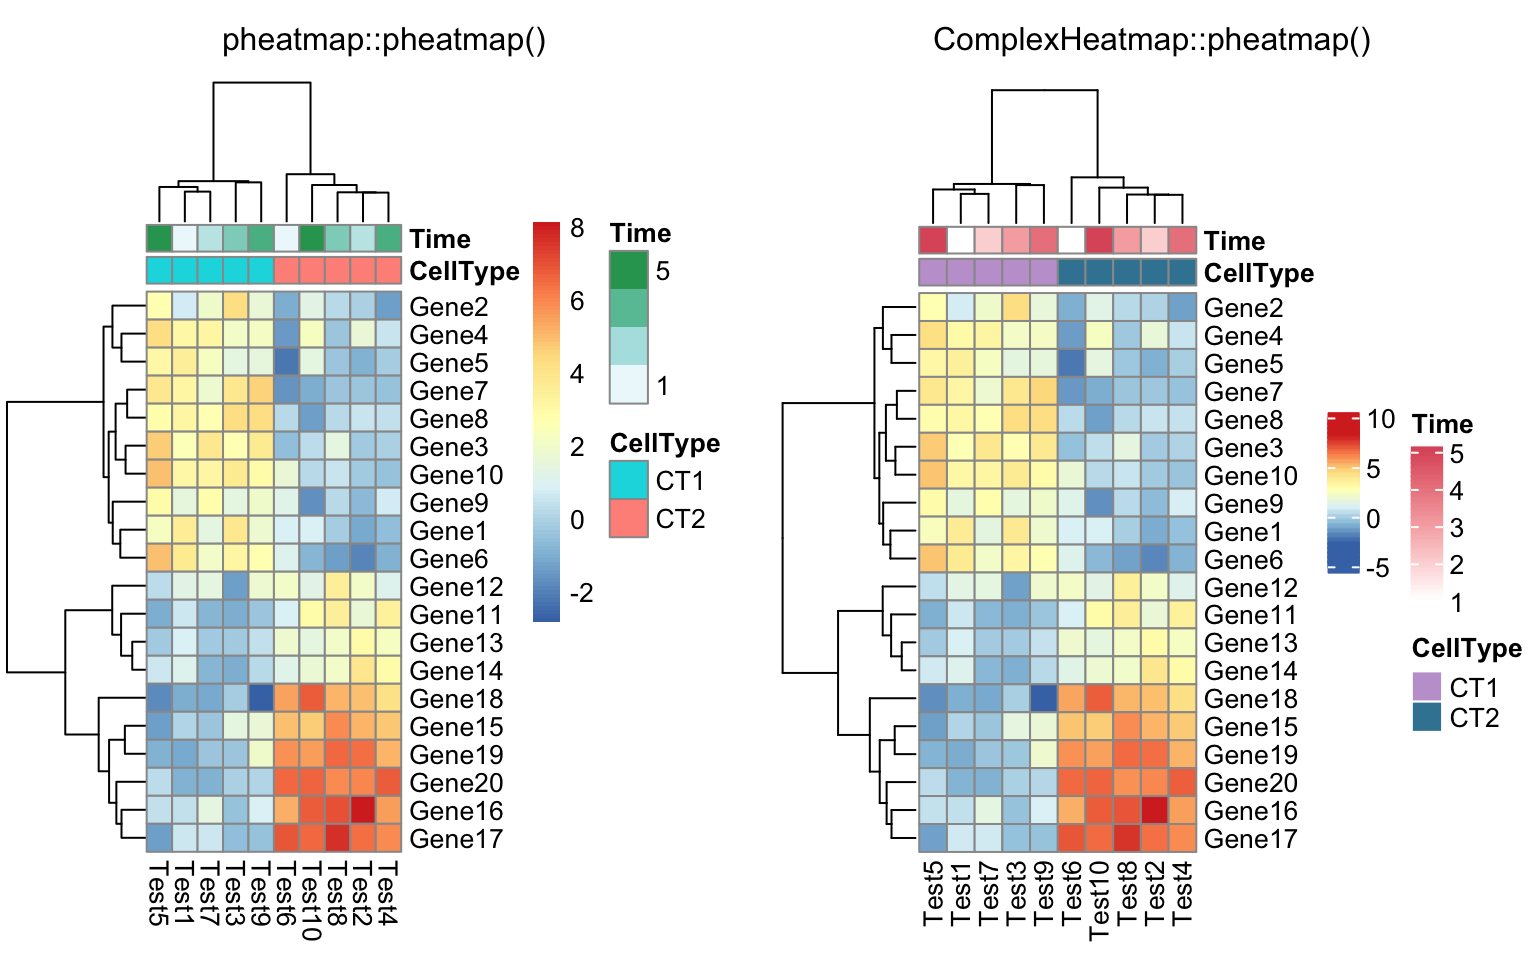 pheatmap::pheatmap()
Time
CellType
Gene2
Gene4
Gene5
Gene7
Gene8
Gene3
Gene10
Gene9
Gene1
Gene6
Gene12
Gene11
Gene13
Gene14
Gene18
Gene15
Gene19
Gene20
Gene16
Gene17
Test5
Test1
Test7
Test3
Test9
Test6
Test10
Test8
Test2
Test4
8
6
4
2
0
-2
Time
5
1
CellType
CT1
CT2
ComplexHeatmap::pheatmap()
Time
CellType
Gene2
Gene4
Gene5
Gene7
Gene8
Gene3
Gene10
Gene9
Gene1
Gene6
Gene12
Gene11
Gene13
Gene14
Gene18
Gene15
Gene19
Gene20
Gene16
Gene17
Test5
Test1
Test7
Test3
Test9
Test6
Test10
Test8
Test2
Test4
10
5
0
-5
Time
5
4
3
2
1
CellType
CT1
CT2